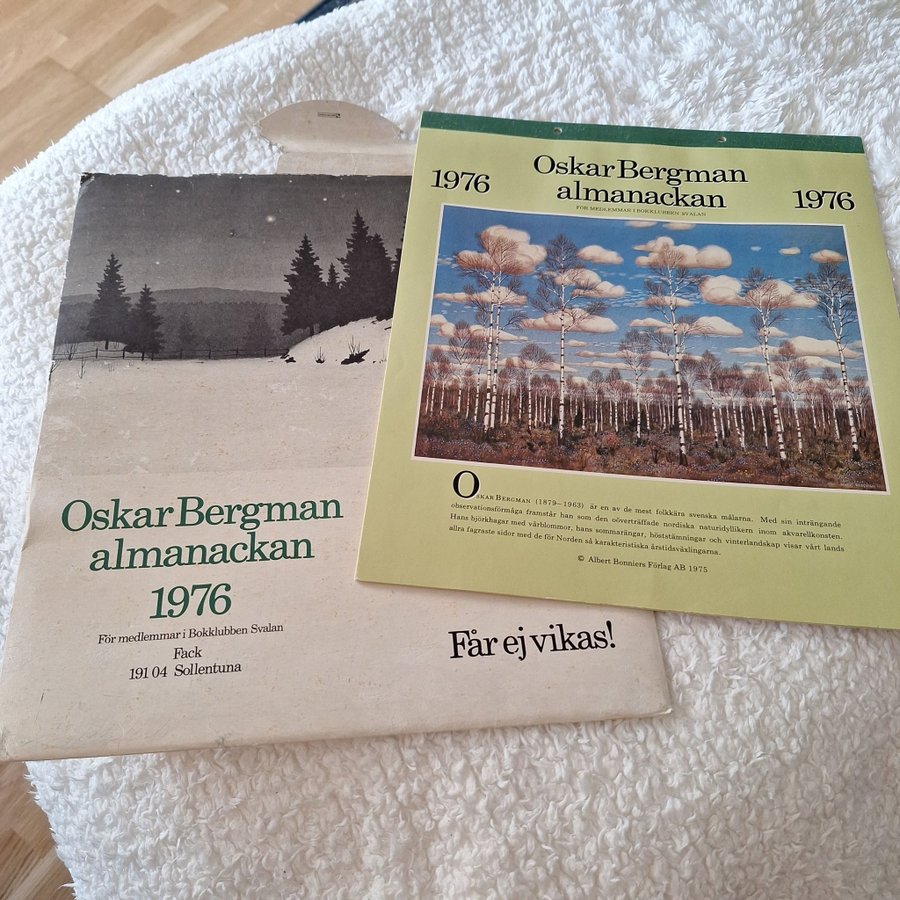 Oskar Bergman
almanackan
1976
För medlemmar i Bokklubben Svalan
Fack
191 04 Sollentuna
Får ej vikas!
1976
Oskar Bergman
almanackan
1976
FÖR MEDLEMMAR I BOKKLUBBEN SVALAN
OSKAR BERGMAN (1879–1963) är en av de mest folkkära svenska målarna. Med sin inträngande
observationsförmåga framstår han som den oöverträffade nordiska naturidyllikern inom akvarellkonsten.
Hans björkhagar med vårblommor, hans sommarängar, höststämningar och vinterlandskap visar vårt lands
allra fagraste sidor med de för Norden så karakteristiska årstidsväxlingarna.
© Albert Bonniers Förlag AB 1975